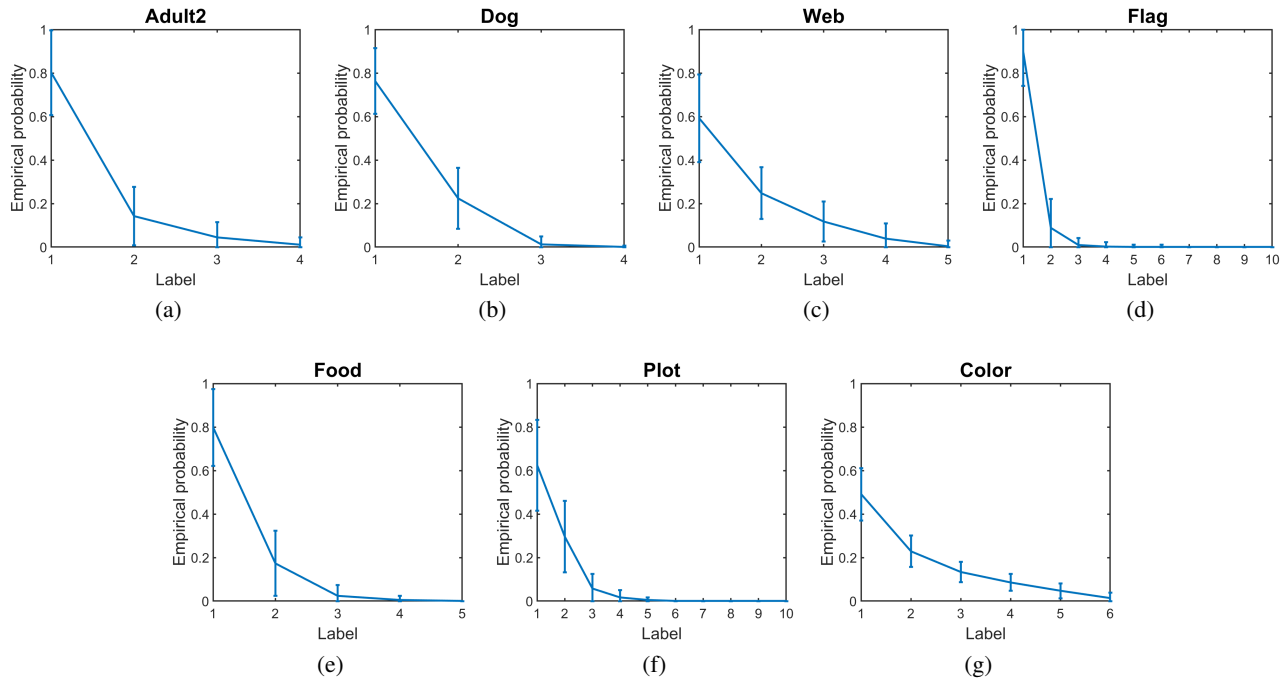 Adult2
Empirical probability
1
0.8
0.6
0.4
0.2
0
1 2 3 4
Label
(a)
Dog
Empirical probability
1
0.8
0.6
0.4
0.2
0
1 2 3 4
Label
(b)
Web
Empirical probability
1
0.8
0.6
0.4
0.2
0
1 2 3 4 5
Label
(c)
Flag
Empirical probability
1
0.8
0.6
0.4
0.2
0
1 2 3 4 5 6 7 8 9 10
Label
(d)
Food
Empirical probability
1
0.8
0.6
0.4
0.2
0
1 2 3 4 5
Label
(e)
Plot
Empirical probability
1
0.8
0.6
0.4
0.2
0
1 2 3 4 5 6 7 8 9 10
Label
(f)
Color
Empirical probability
1
0.8
0.6
0.4
0.2
0
1 2 3 4 5 6
Label
(g)